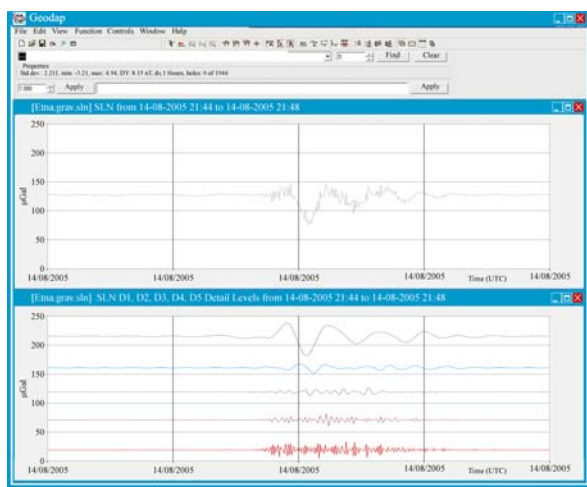 Geodap
File Edit View Function Controls Window Help
Find Clear
Properties
Apply Apply
[Etna.grav.sln] SLN from 14-08-2005 21:44 to 14-08-2005 21:48
250
200
150
100
50
0
µGal
14/08/2005 14/08/2005 14/08/2005 14/08/2005 Time (UTC) 14/08/2005
[Etna.grav.sln] SLN D1, D2, D3, D4, D5 Detail Levels from 14-08-2005 21:44 to 14-08-2005 21:48
250
200
150
100
50
0
µGal
14/08/2005 14/08/2005 14/08/2005 14/08/2005 Time (UTC) 14/08/2005